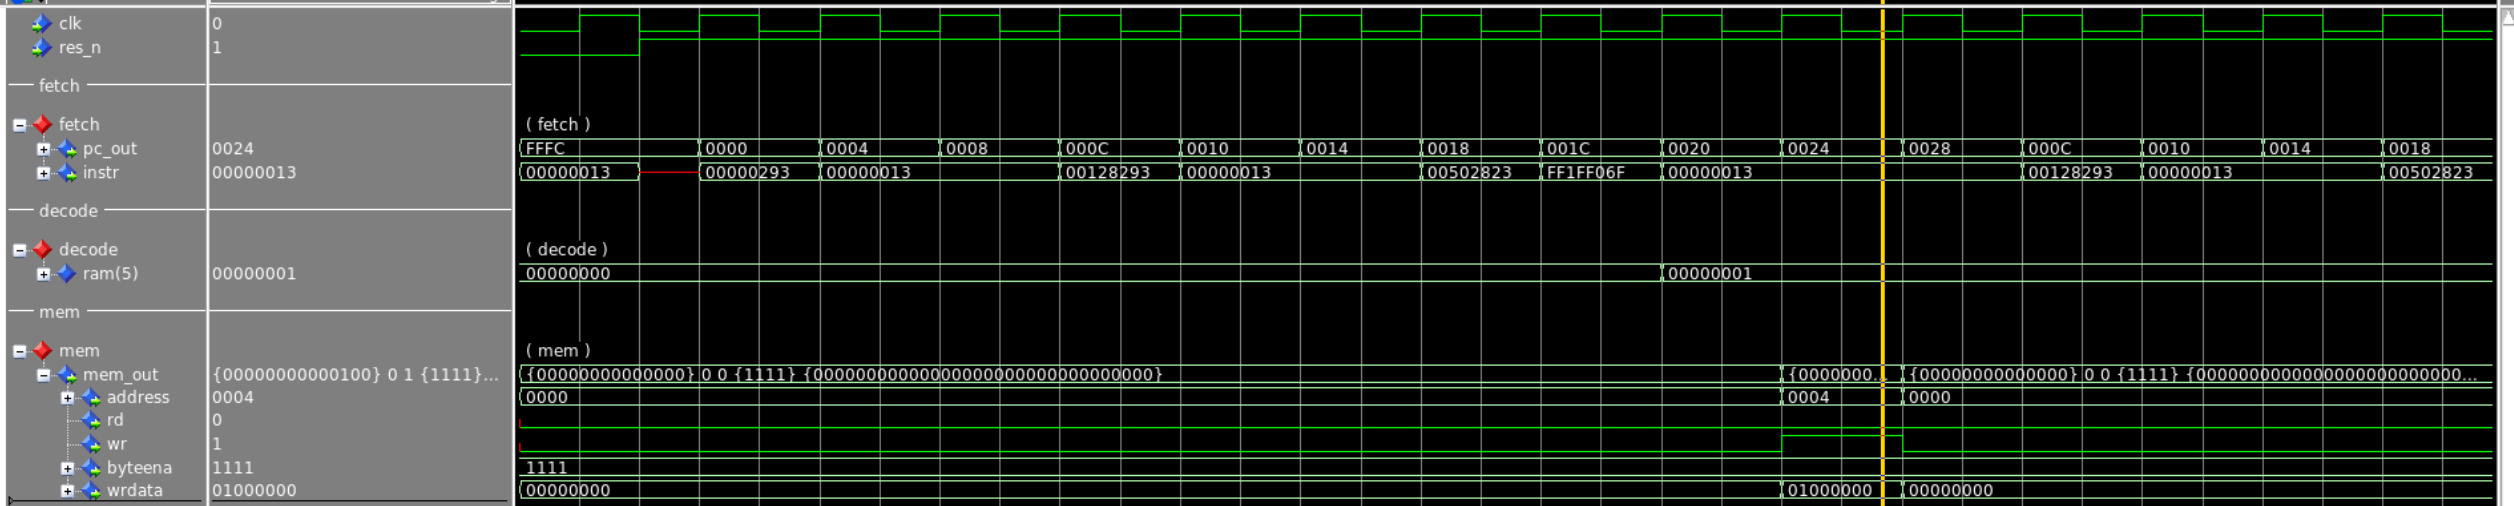 clk 0
res_n 1
fetch
fetch ( fetch )
pc_out 0024 FFFC 0000 0004 0008 000C 0010 0014 0018 001C 0020 0024 0028 000C 0010 0014 0018
instr 00000013 00000013 00000293 00000013 00128293 00000013 00502823 FF1FF06F 00000013 00128293 00000013 00502823
decode
decode ( decode )
ram(5) 00000001 00000000 00000001
mem
mem ( mem )
mem_out {00000000000100} 0 1 {1111}... {00000000000000} 0 0 {1111} {00000000000000000000000000000000} {0000000... {00000000000000} 0 0 {1111} {0000000000000000000000000...
address 0004 0000 0004 0000
rd 0
wr 1
byteena 1111 1111
wrdata 01000000 00000000 01000000 00000000